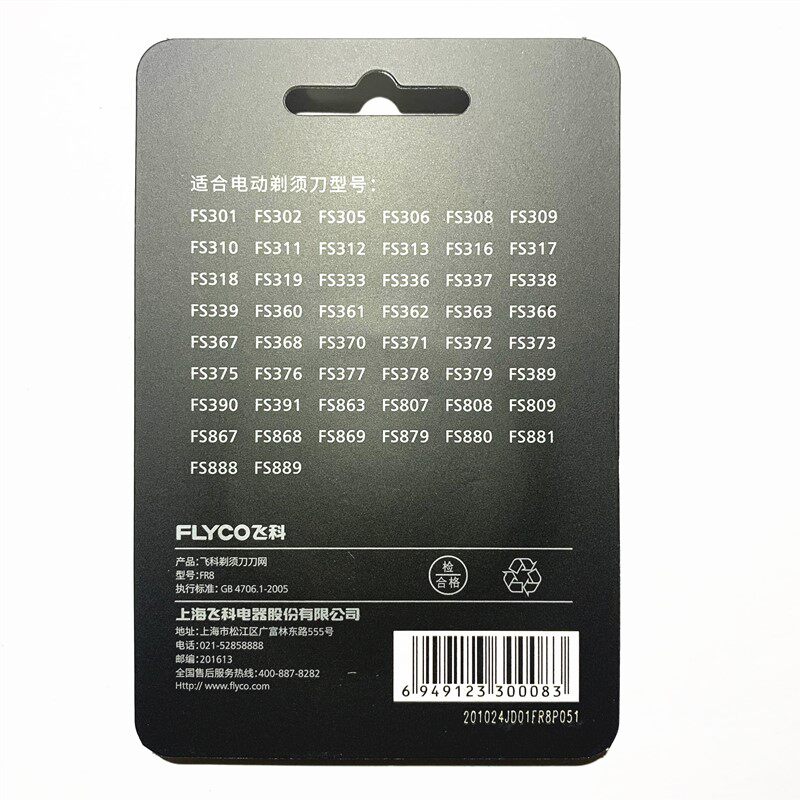 适合电动剃须刀型号：
FS301 FS302 FS305 FS306 FS308 FS309
FS310 FS311 FS312 FS313 FS316 FS317
FS318 FS319 FS333 FS336 FS337 FS338
FS339 FS360 FS361 FS362 FS363 FS366
FS367 FS368 FS370 FS371 FS372 FS373
FS375 FS376 FS377 FS378 FS379 FS389
FS390 FS391 FS863 FS807 FS808 FS809
FS867 FS868 FS869 FS879 FS880 FS881
FS888 FS889
FLYCO飞科
产品：飞科剃须刀刀网
型号：FR8
执行标准：GB 4706.1-2005
检
合格
上海飞科电器股份有限公司
地址：上海市松江区广富林东路555号
电话：021-52858888
邮编：201613
全国售后服务热线：400-887-8282
Http://www.flyco.com
6 949123 300083
201024JD01FR8P051